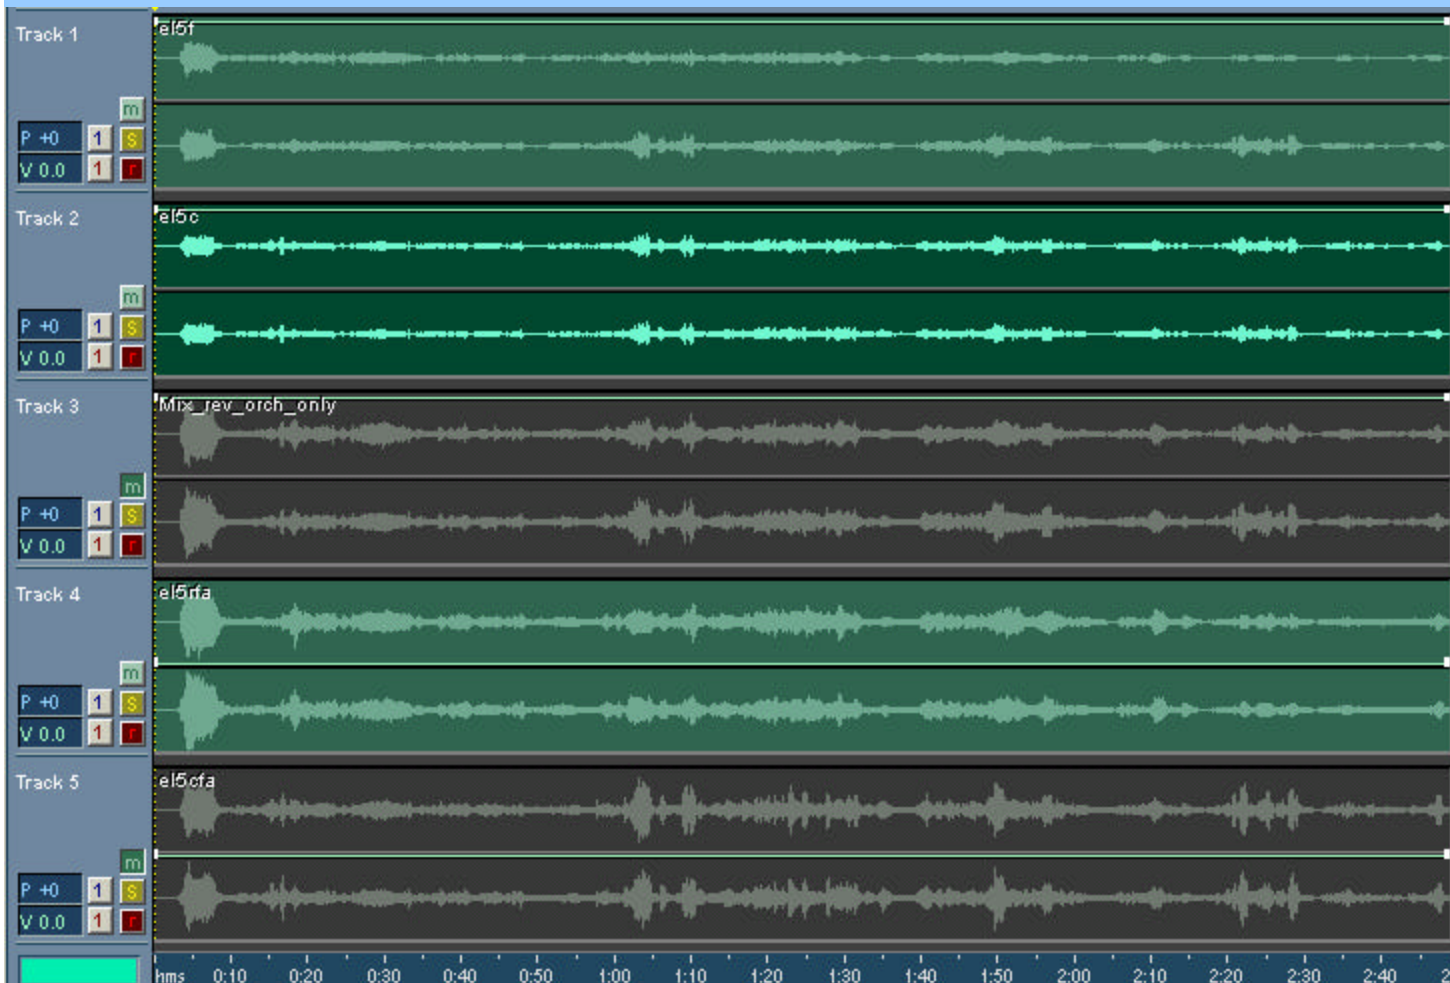 Track 1
el5f
m
P +0 1 S
V 0.0 1 r
Track 2
el5c
m
P +0 1 S
V 0.0 1 r
Track 3
Mix_rev_orch_only
m
P +0 1 S
V 0.0 1 r
Track 4
el5rfa
m
P +0 1 S
V 0.0 1 r
Track 5
el5cfa
m
P +0 1 S
V 0.0 1 r
hms 0:10 0:20 0:30 0:40 0:50 1:00 1:10 1:20 1:30 1:40 1:50 2:00 2:10 2:20 2:30 2:40